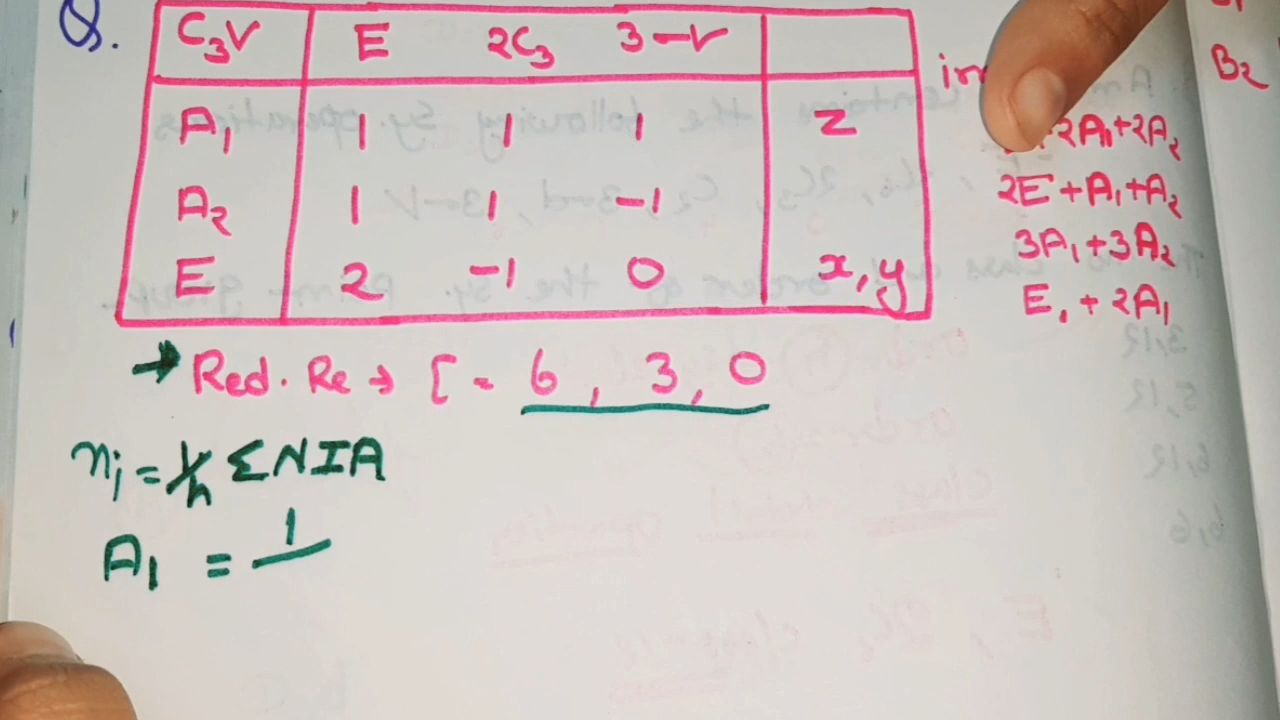 Q.
C3V E 2C3 3σV
A1 1 1 1 z
A2 1 1 -1
E 2 -1 0 x,y
2A1+2A2
2E+A1+A2
3A1+3A2
E, + 2A1
B2
→ Red. Re → Γ = 6, 3, 0
ni = 1/h ΣNIA
A1 = 1